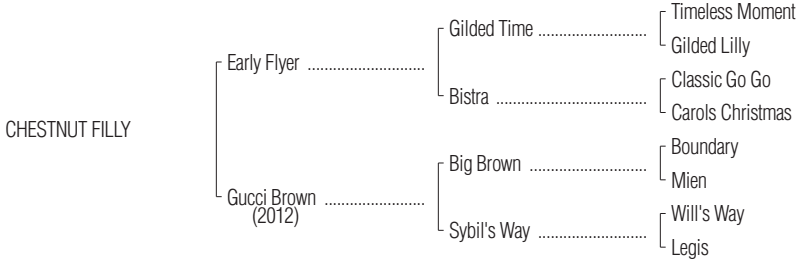 Timeless Moment
Gilded Time ..........................
Gilded Lilly
Early Flyer ............................
Classic Go Go
Bistra ....................................
Carols Christmas
CHESTNUT FILLY
Boundary
Big Brown ............................
Mien
Gucci Brown ........................
(2012)
Will's Way
Sybil's Way ..........................
Legis